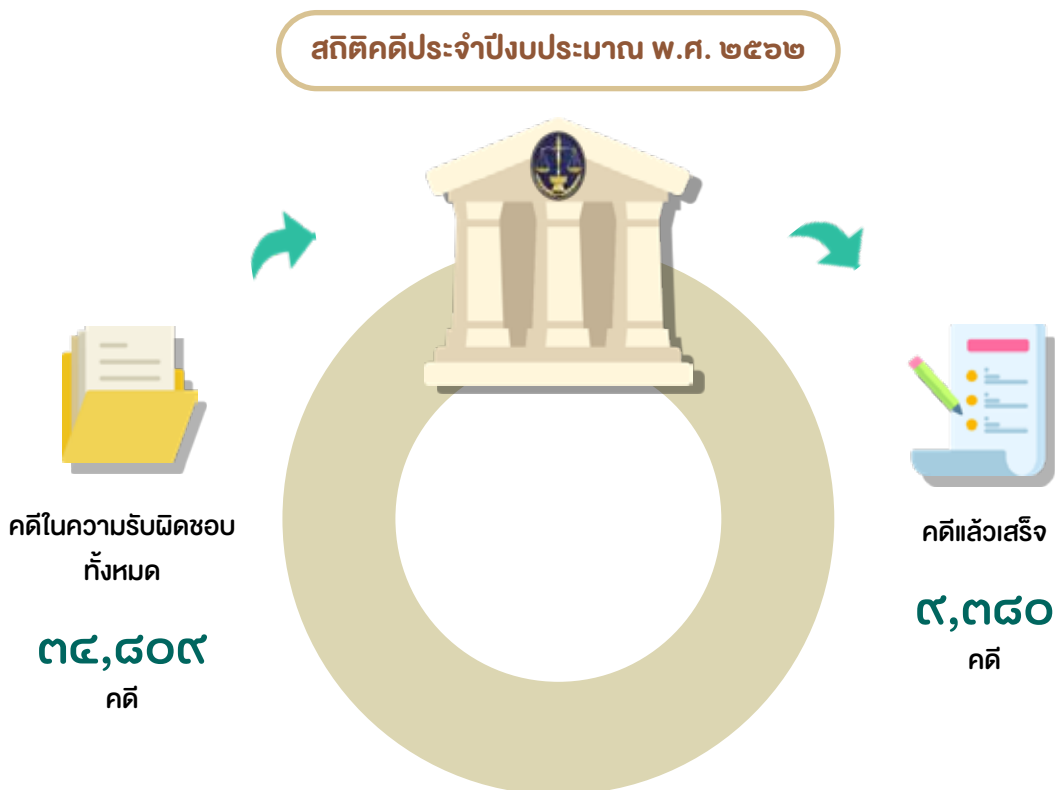 สถิติคดีประจำปีงบประมาณ พ.ศ. ๒๕๖๒
คดีในความรับผิดชอบ
ทั้งหมด
๓๔,๘๐๙
คดี
คดีแล้วเสร็จ
๙,๓๘๐
คดี